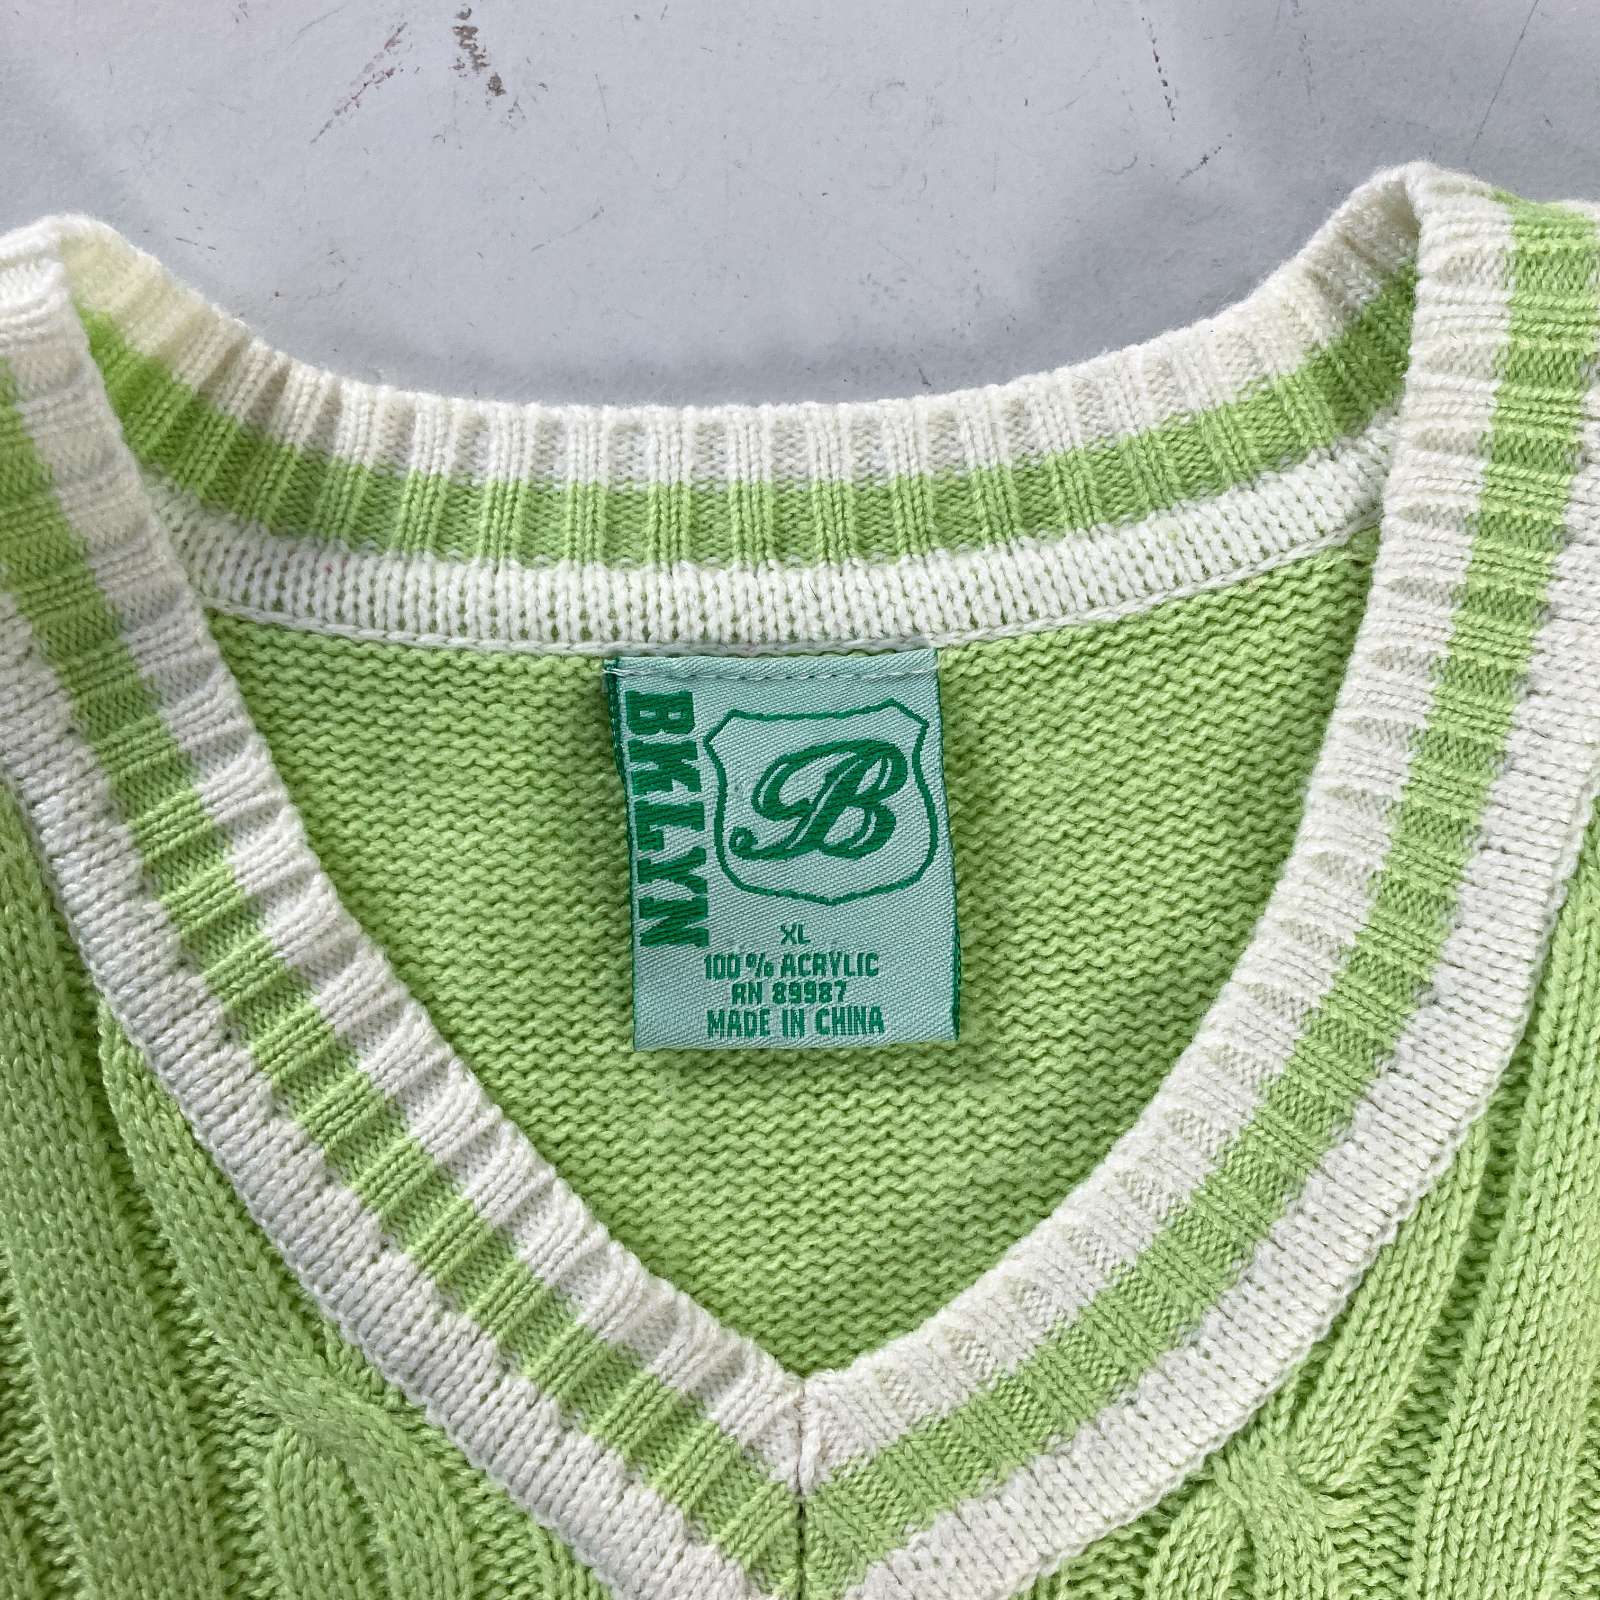 BKLYN
B
XL
100% ACRYLIC
RN 89987
MADE IN CHINA